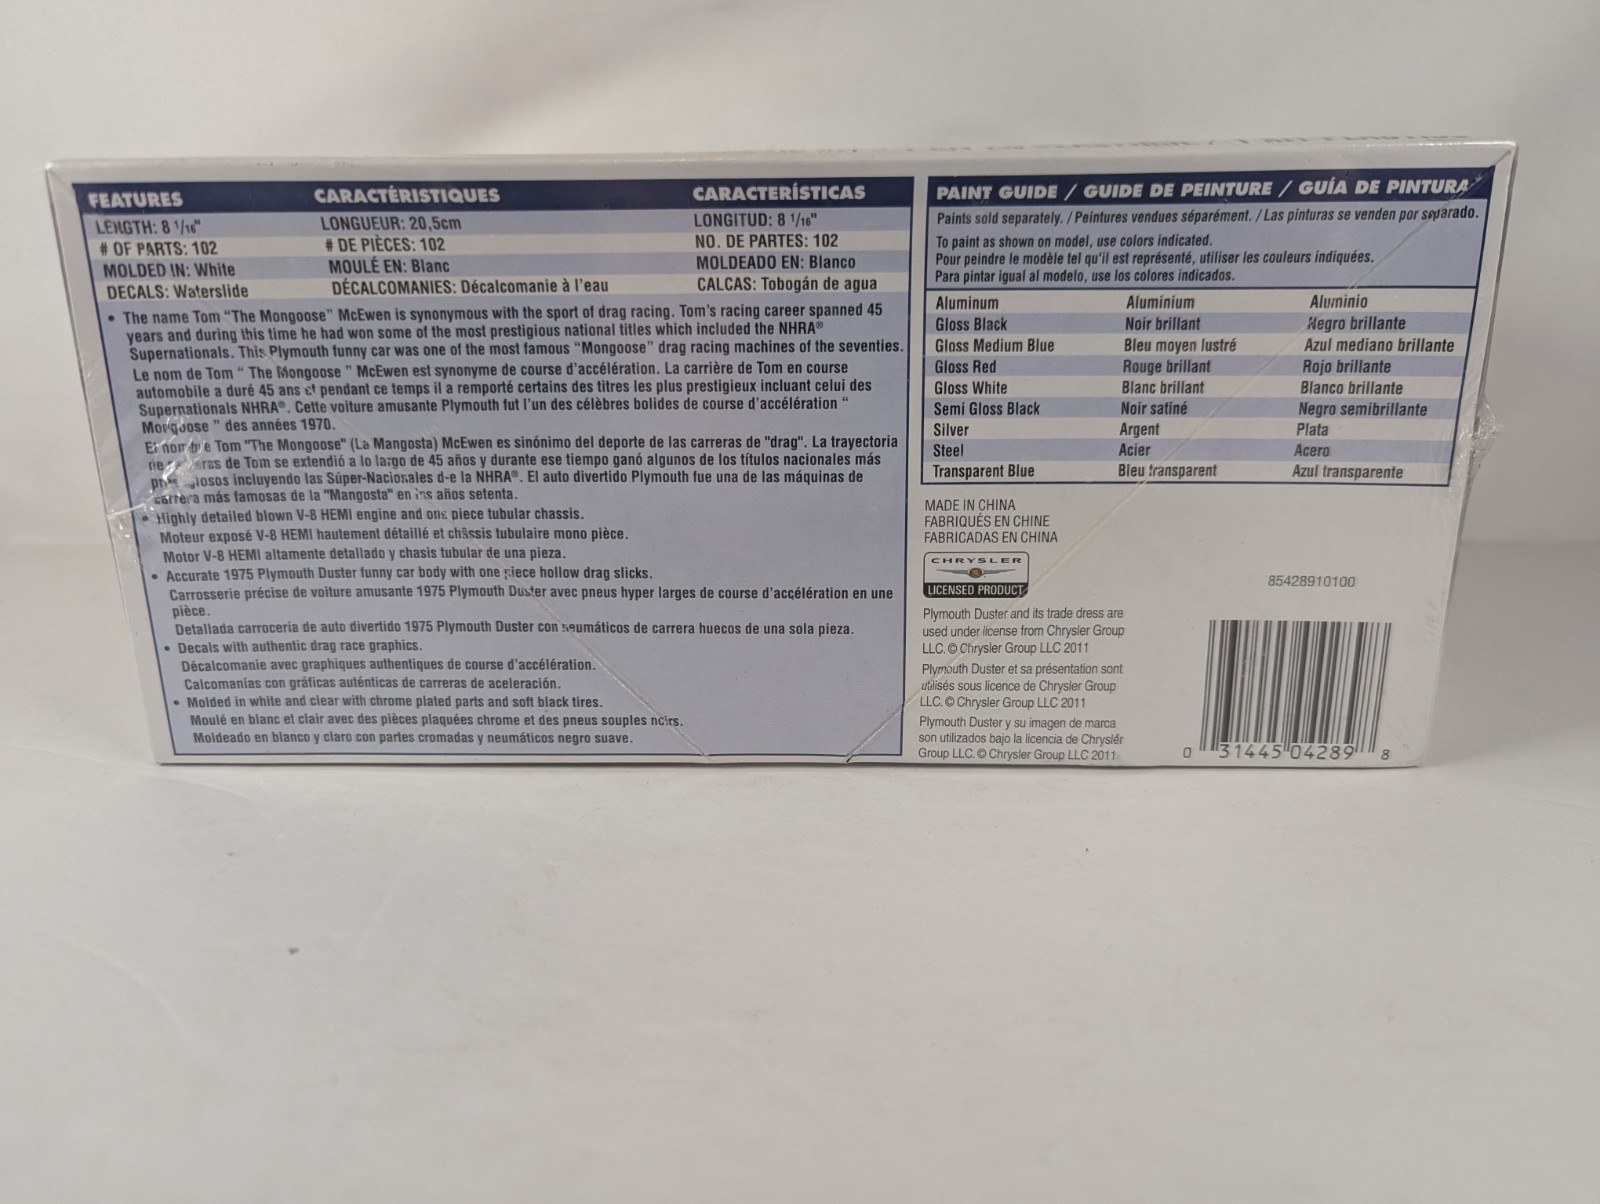 FEATURES CARACTÉRISTIQUES CARACTERÍSTICAS
LENGTH: 8 1/16" LONGUEUR: 20,5cm LONGITUD: 8 1/16"
# OF PARTS: 102 # DE PIÈCES: 102 NO. DE PARTES: 102
MOLDED IN: White MOULÉ EN: Blanc MOLDEADO EN: Blanco
DECALS: Waterslide DÉCALCOMANIES: Décalcomanie à l'eau CALCAS: Tobogán de agua
• The name Tom "The Mongoose" McEwen is synonymous with the sport of drag racing. Tom's racing career spanned 45
years and during this time he had won some of the most prestigious national titles which included the NHRA®
Supernationals. This Plymouth funny car was one of the most famous "Mongoose" drag racing machines of the seventies.
Le nom de Tom " The Mongoose " McEwen est synonyme de course d'accélération. La carrière de Tom en course
automobile a duré 45 ans et pendant ce temps il a remporté certains des titres les plus prestigieux incluant celui des
Supernationals NHRA®. Cette voiture amusante Plymouth fut l'un des célèbres bolides de course d'accélération "
Mongoose " des années 1970.
El nombre Tom "The Mongoose" (La Mangosta) McEwen es sinónimo del deporte de las carreras de "drag". La trayectoria
de de Tom se extendió a lo largo de 45 años y durante ese tiempo ganó algunos de los títulos nacionales más
incluyendo las Súper-Nacionales d-e la NHRA®. El auto divertido Plymouth fue una de las máquinas de
carrera más famosas de la "Mangosta" en los años setenta.
• Highly detailed blown V-8 HEMI engine and one piece tubular chassis.
Moteur exposé V-8 HEMI hautement détaillé et châssis tubulaire mono pièce.
Motor V-8 HEMI altamente detallado y chasis tubular de una pieza.
• Accurate 1975 Plymouth Duster funny car body with one piece hollow drag slicks.
Carrosserie précise de voiture amusante 1975 Plymouth Duster avec pneus hyper larges de course d'accélération en une
pièce.
Detallada carroceria de auto divertido 1975 Plymouth Duster con neumáticos de carrera huecos de una sola pieza.
• Decals with authentic drag race graphics.
Décalcomanie avec graphiques authentiques de course d'accélération.
Calcomanías con gráficas auténticas de carreras de aceleración.
• Molded in white and clear with chrome plated parts and soft black tires.
Moulé en blanc et clair avec des pièces plaquées chrome et des pneus souples noirs.
Moldeado en blanco y claro con partes cromadas y neumáticos negro suave.
PAINT GUIDE / GUIDE DE PEINTURE / GUÍA DE PINTURA
Paints sold separately. / Peintures vendues séparément. / Las pinturas se venden por separado.
To paint as shown on model, use colors indicated.
Pour peindre le modèle tel qu'il est représenté, utiliser les couleurs indiquées.
Para pintar igual al modelo, use los colores indicados.
Aluminum Aluminium Aluminio
Gloss Black Noir brillant Negro brillante
Gloss Medium Blue Bleu moyen lustré Azul mediano brillante
Gloss Red Rouge brillant Rojo brillante
Gloss White Blanc brillant Blanco brillante
Semi Gloss Black Noir satiné Negro semibrillante
Silver Argent Plata
Steel Acier Acero
Transparent Blue Bleu transparent Azul transparente
MADE IN CHINA
FABRIQUÉS EN CHINE
FABRICADAS EN CHINA
CHRYSLER
LICENSED PRODUCT
Plymouth Duster and its trade dress are
used under license from Chrysler Group
LLC. © Chrysler Group LLC 2011
Plymouth Duster et sa présentation sont
utilisés sous licence de Chrysler Group
LLC. © Chrysler Group LLC 2011
Plymouth Duster y su imagen de marca
son utilizados bajo la licencia de Chrysler
Group LLC. © Chrysler Group LLC 2011
85428910100
0 31445 04289 8